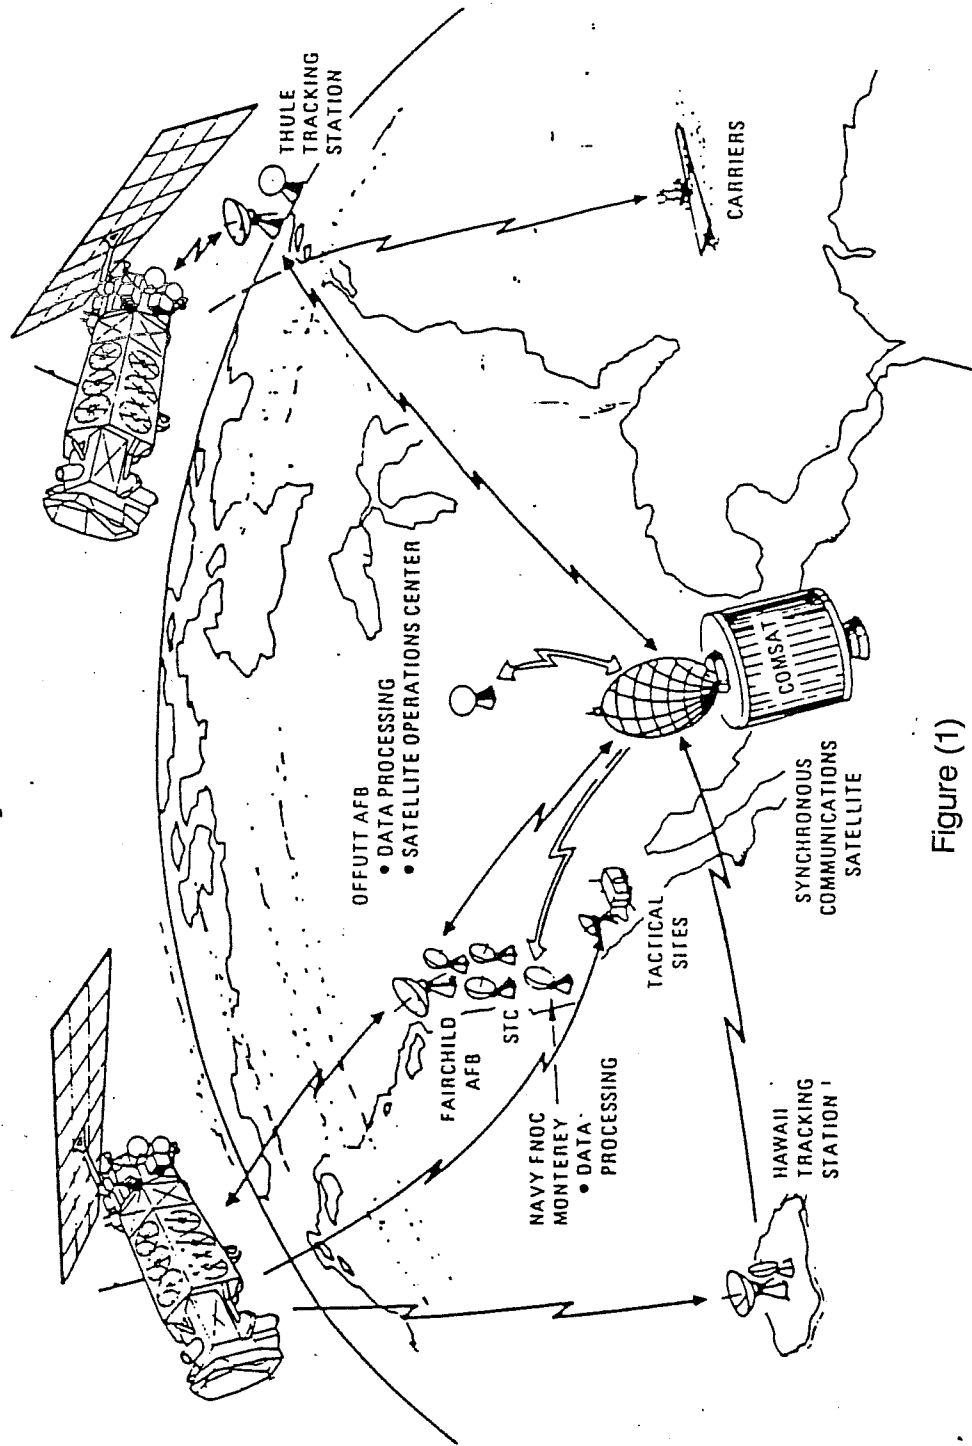 THULE
TRACKING
STATION
CARRIERS
OFFUTT AFB
• DATA PROCESSING
• SATELLITE OPERATIONS CENTER
COMSAT
SYNCHRONOUS
COMMUNICATIONS
SATELLITE
FAIRCHILD
AFB
STC
TACTICAL
SITES
NAVY FNOC
MONTEREY
• DATA
PROCESSING
HAWAII
TRACKING
STATION
Figure (1)